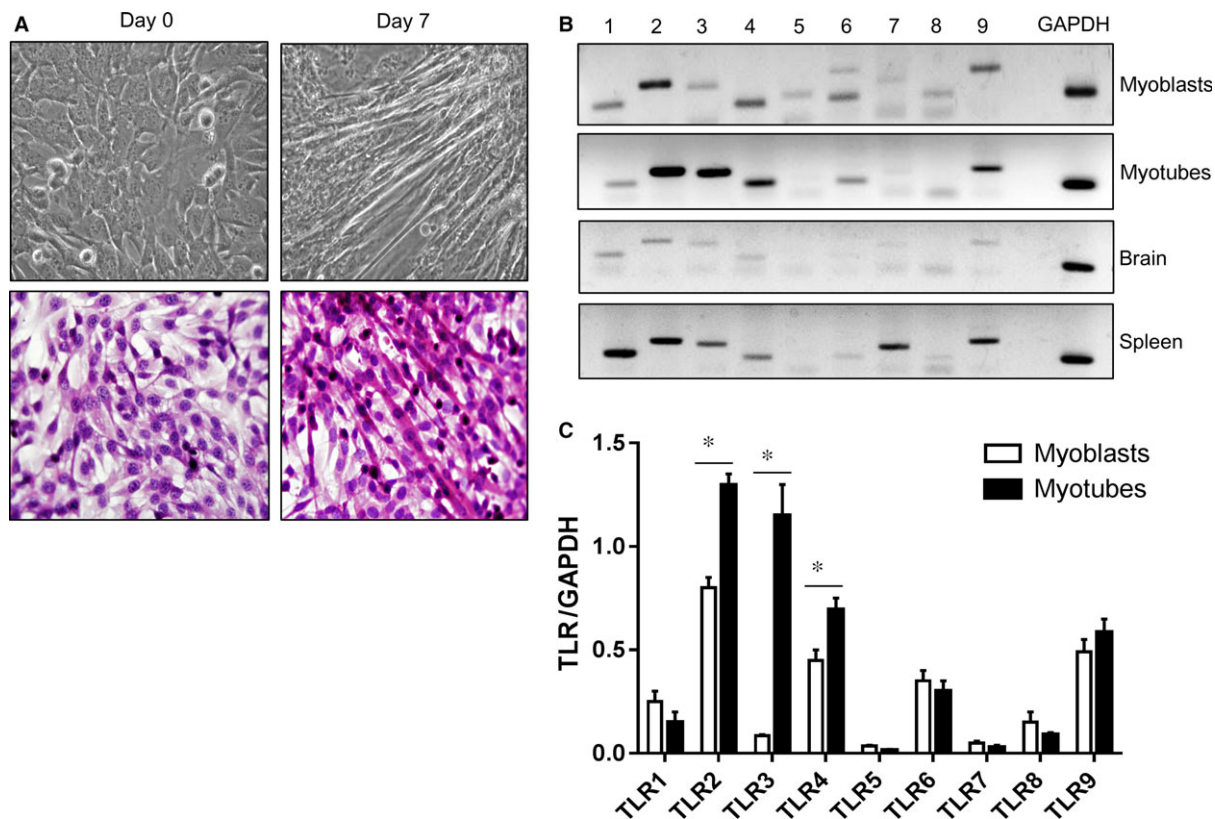 A
Day 0
Day 7
B
1 2 3 4 5 6 7 8 9 GAPDH
Myoblasts
Myotubes
Brain
Spleen
C
TLR/GAPDH
1.5
1.0
0.5
0.0
* * *
Myoblasts
Myotubes
TLR1 TLR2 TLR3 TLR4 TLR5 TLR6 TLR7 TLR8 TLR9